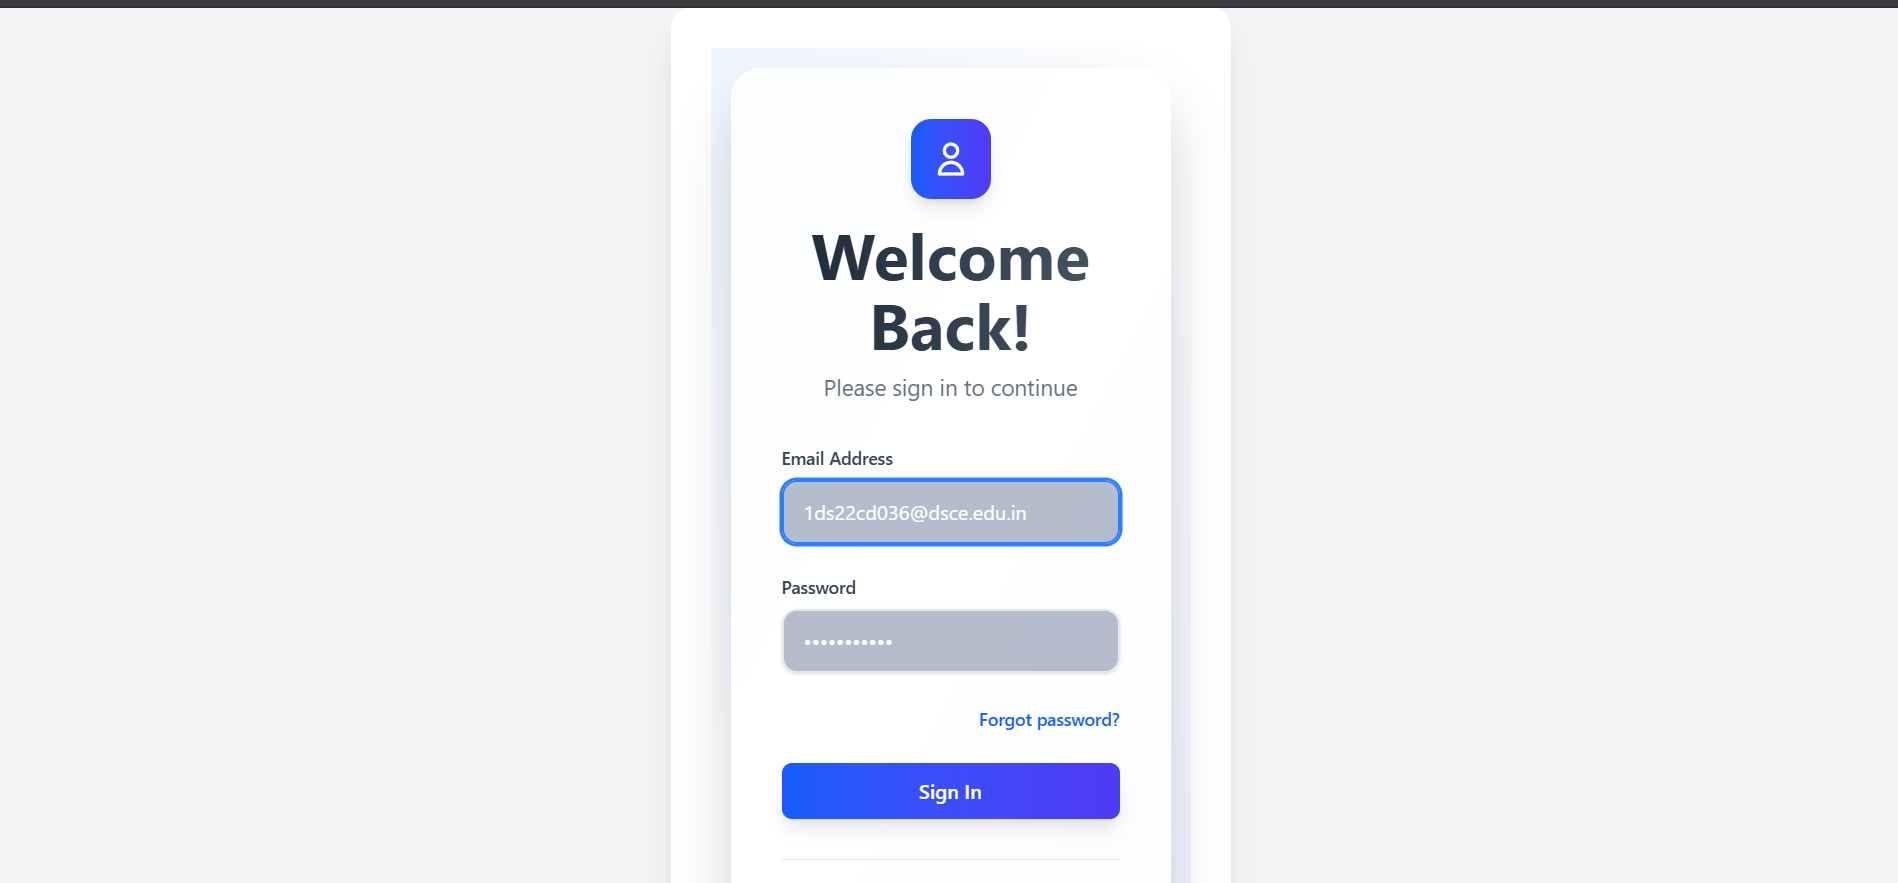 Welcome
Back!
Please sign in to continue
Email Address
1ds22cd036@dsce.edu.in
Password
•••••••••••
Forgot password?
Sign In